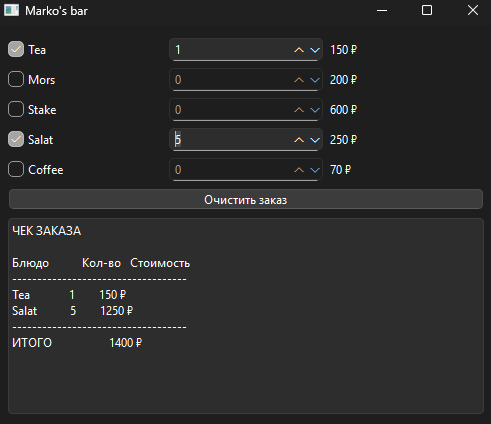 Marko's bar
Tea 1 150 ₽
Mors 0 200 ₽
Stake 0 600 ₽
Salat 5 250 ₽
Coffee 0 70 ₽
Очистить заказ
ЧЕК ЗАКАЗА
Блюдо Кол-во Стоимость
-----------------------------------
Tea 1 150 ₽
Salat 5 1250 ₽
-----------------------------------
ИТОГО 1400 ₽